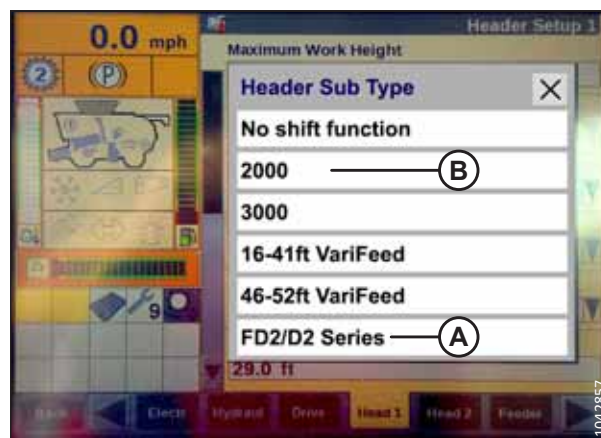 0.0 mph
Header Setup 1
Maximum Work Height
2
(P)
Header Sub Type
No shift function
2000
B
3000
16-41ft VariFeed
46-52ft VariFeed
9
FD2/D2 Series
A
29.0 ft
Back
Electr
Hydraul
Drive
Head 1
Head 2
Feeder
1042857